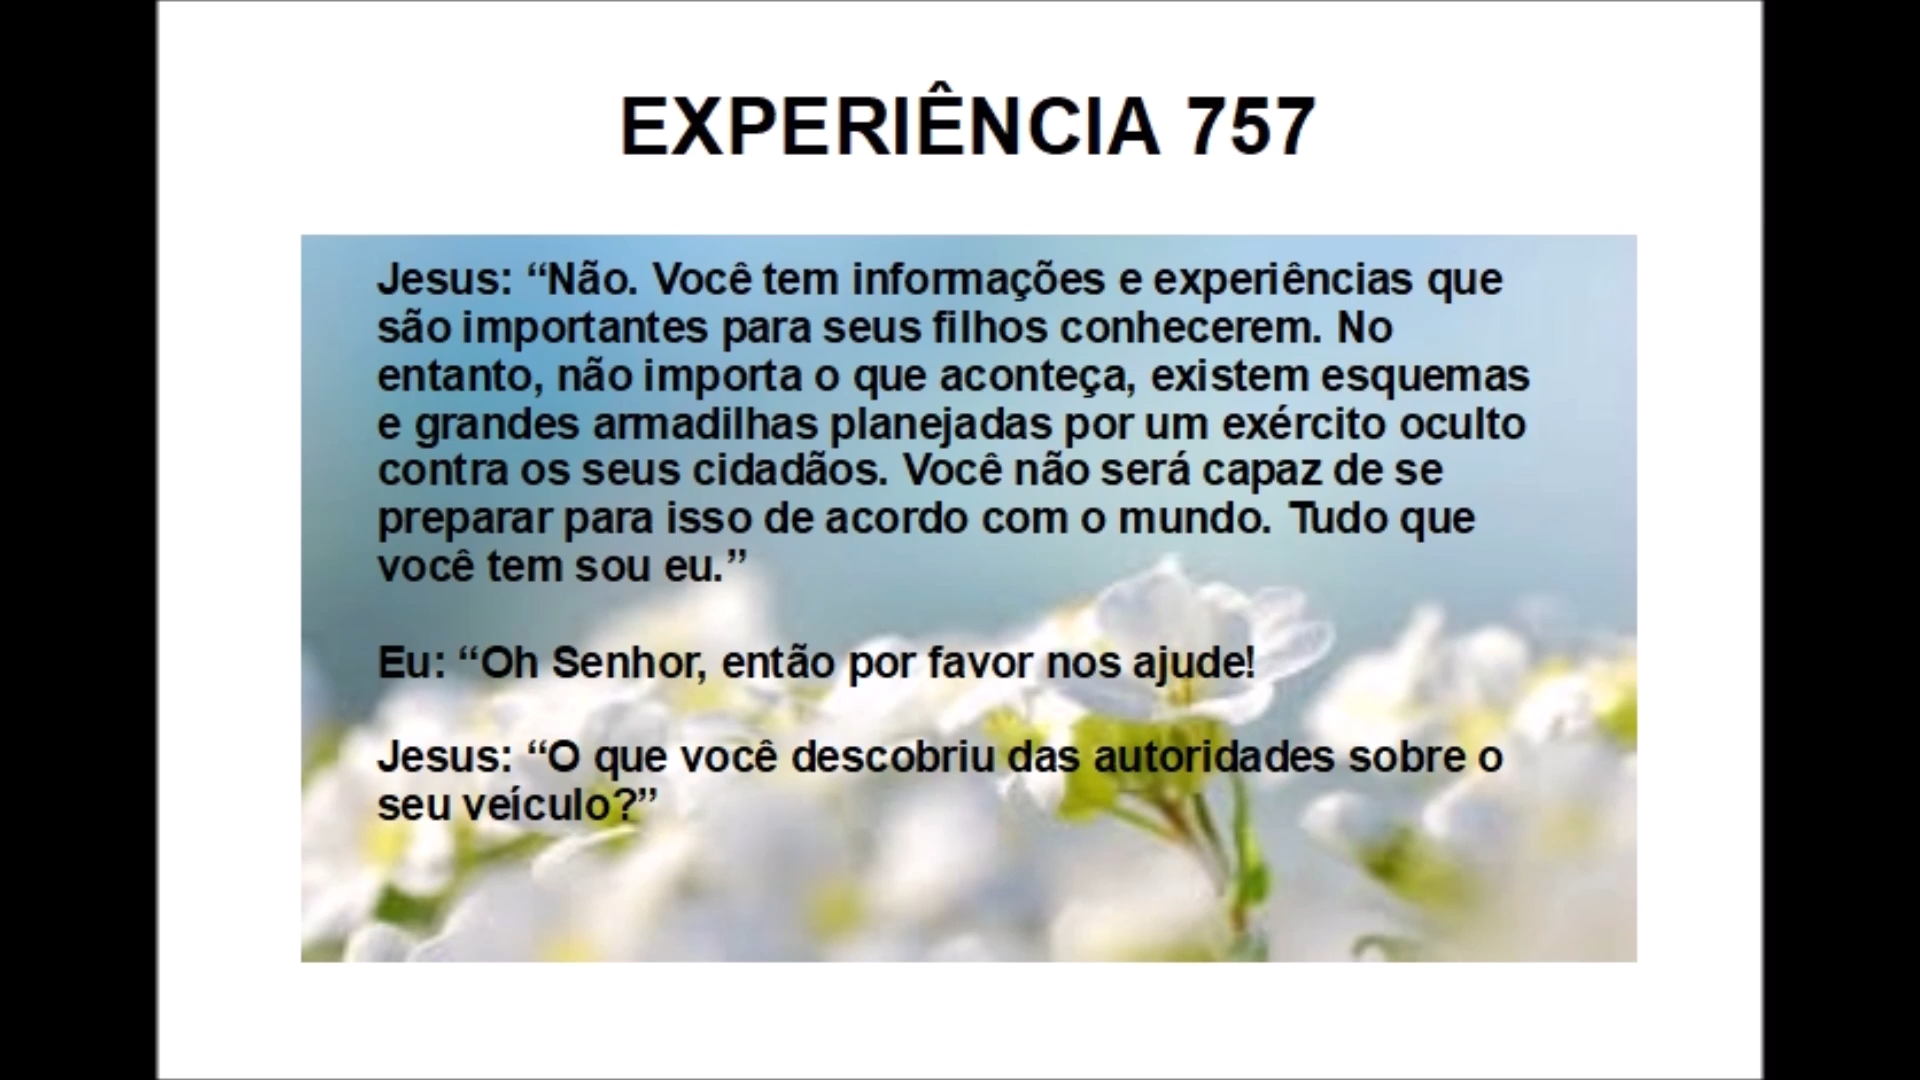 EXPERIÊNCIA 757
Jesus: “Não. Você tem informações e experiências que
são importantes para seus filhos conhecerem. No
entanto, não importa o que aconteça, existem esquemas
e grandes armadilhas planejadas por um exército oculto
contra os seus cidadãos. Você não será capaz de se
preparar para isso de acordo com o mundo. Tudo que
você tem sou eu.”
Eu: “Oh Senhor, então por favor nos ajude!
Jesus: “O que você descobriu das autoridades sobre o
seu veículo?”